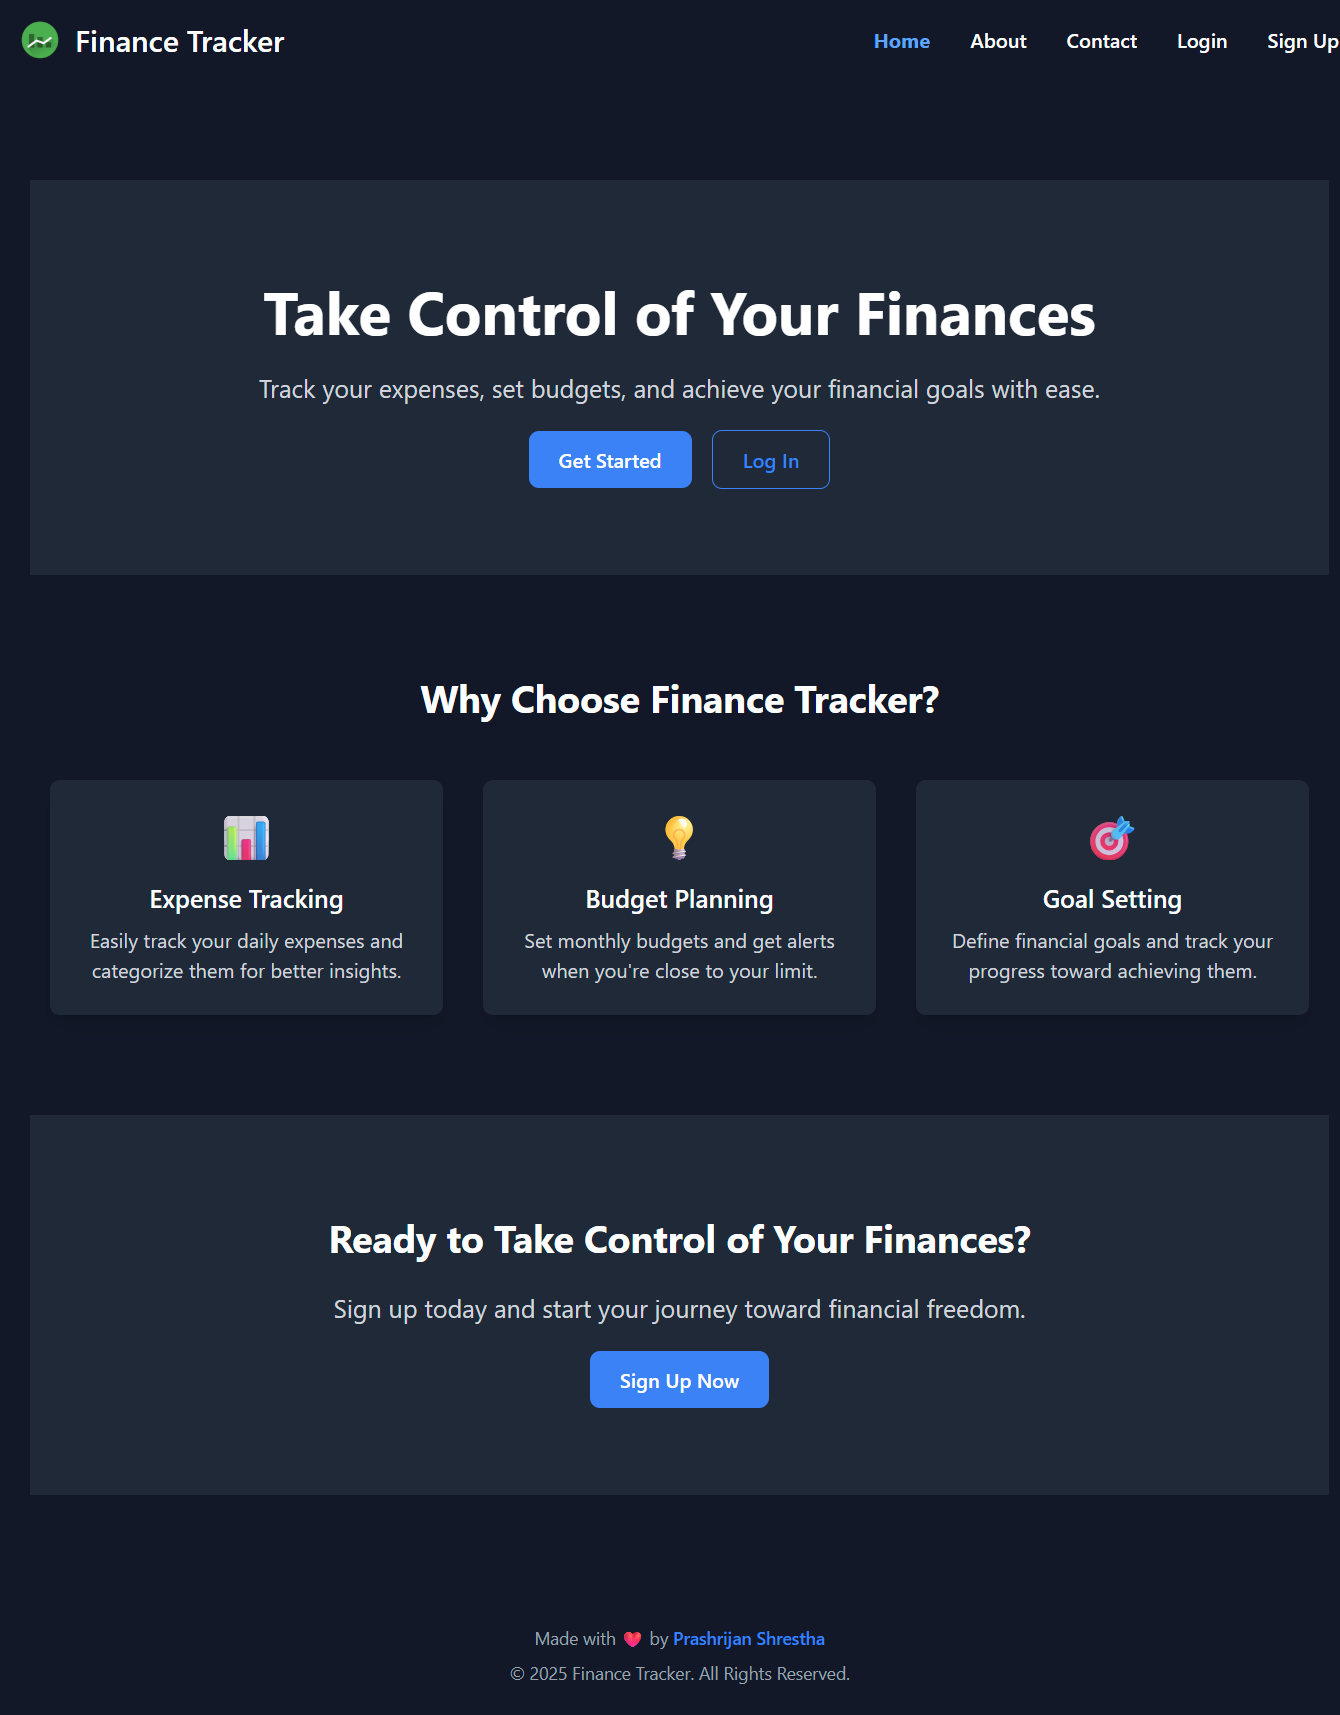 Finance Tracker
Home About Contact Login Sign Up
Take Control of Your Finances
Track your expenses, set budgets, and achieve your financial goals with ease.
Get Started Log In
Why Choose Finance Tracker?
Expense Tracking
Easily track your daily expenses and
categorize them for better insights.
Budget Planning
Set monthly budgets and get alerts
when you're close to your limit.
Goal Setting
Define financial goals and track your
progress toward achieving them.
Ready to Take Control of Your Finances?
Sign up today and start your journey toward financial freedom.
Sign Up Now
Made with ❤️ by Prashrijan Shrestha
© 2025 Finance Tracker. All Rights Reserved.